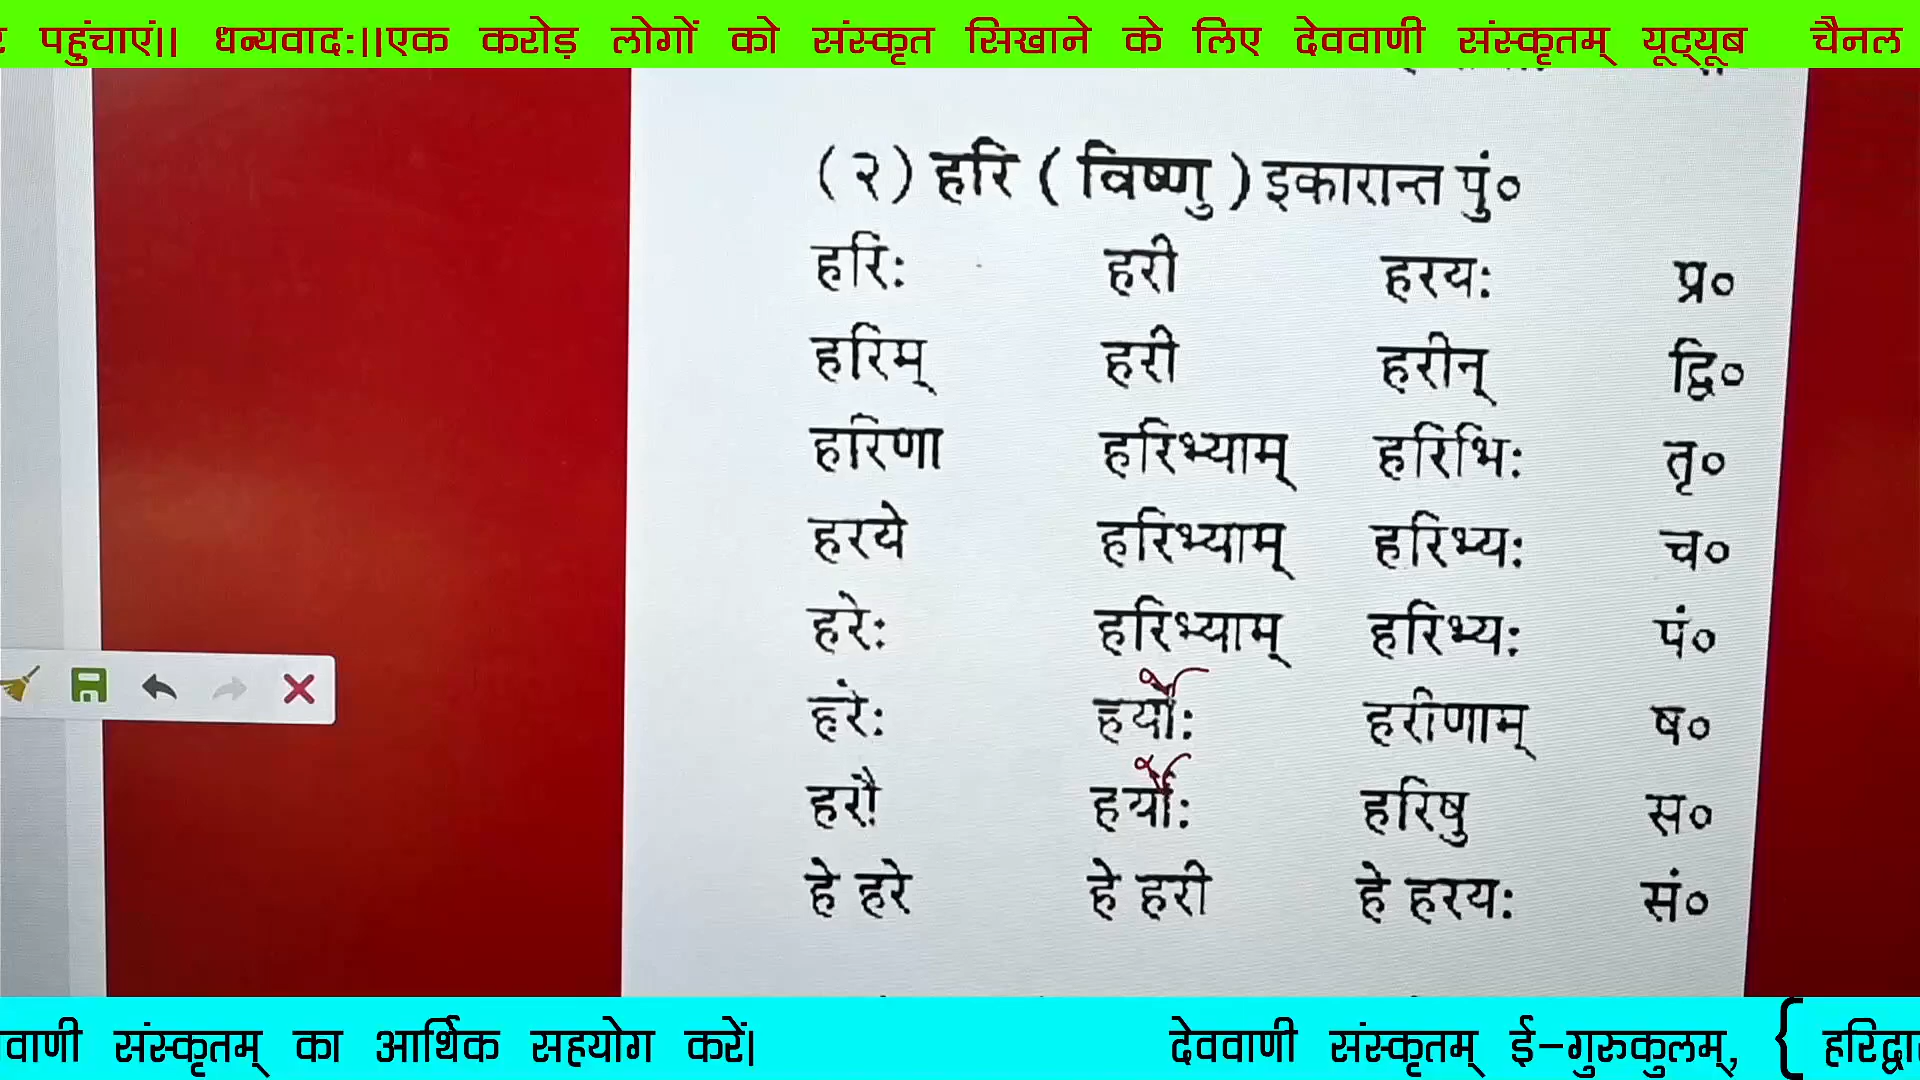 पहुंचाएं।। धन्यवादः।।एक करोड़ लोगों को संस्कृत सिखाने के लिए देववाणी संस्कृतम् यूट्यूब चैनल
(२) हरि ( विष्णु ) इकारान्त पुं०
हरिः हरी हरयः प्र०
हरिम् हरी हरीन् द्वि०
हरिणा हरिभ्याम् हरिभिः तृ०
हरये हरिभ्याम् हरिभ्यः च०
हरेः हरिभ्याम् हरिभ्यः पं०
हरेः हर्योः हरीणाम् ष०
हरौ हर्योः हरिषु स०
हे हरे हे हरी हे हरयः सं०
संस्कृतम् का आर्थिक सहयोग करें। देववाणी संस्कृतम् ई-गुरुकुलम्, {